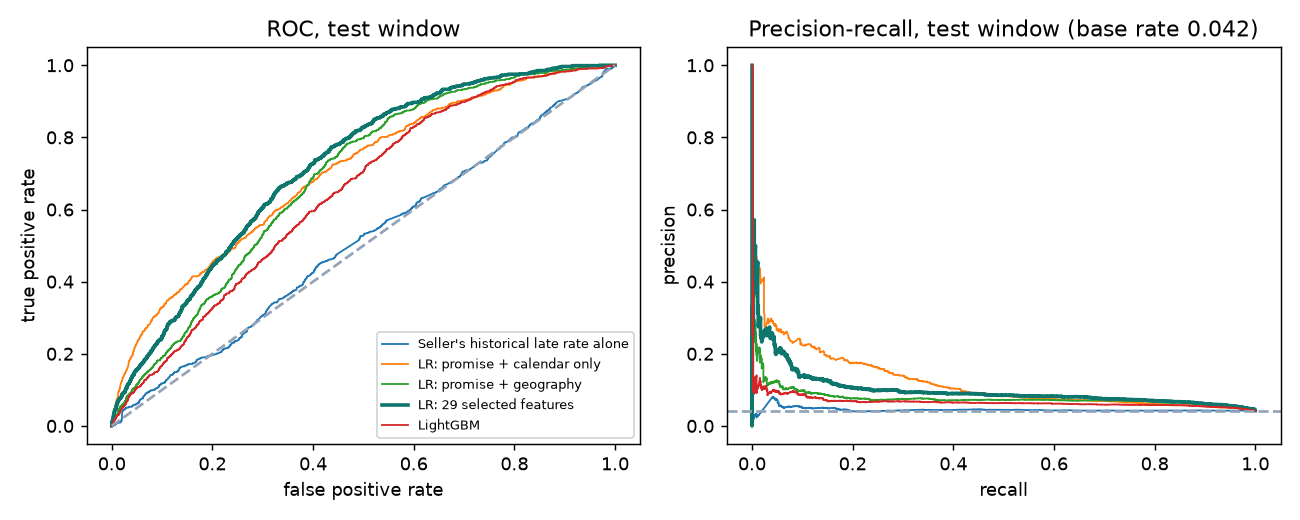 ROC, test window
true positive rate
1.0
0.8
0.6
0.4
0.2
0.0
0.0 0.2 0.4 0.6 0.8 1.0
false positive rate
Seller's historical late rate alone
LR: promise + calendar only
LR: promise + geography
LR: 29 selected features
LightGBM
Precision-recall, test window (base rate 0.042)
precision
1.0
0.8
0.6
0.4
0.2
0.0
0.0 0.2 0.4 0.6 0.8 1.0
recall